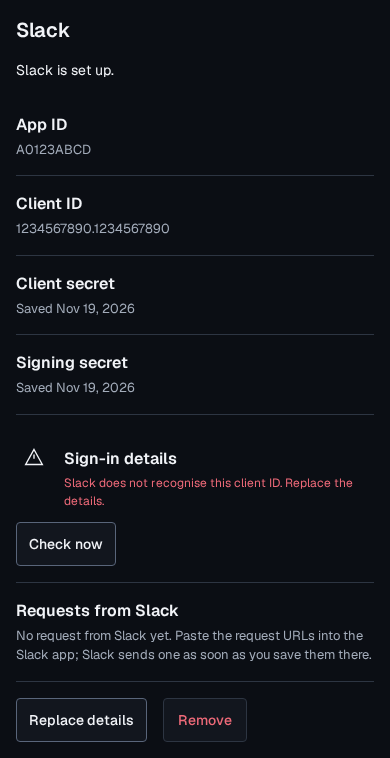 Slack
Slack is set up.
App ID
A0123ABCD
Client ID
1234567890.1234567890
Client secret
Saved Nov 19, 2026
Signing secret
Saved Nov 19, 2026
Sign-in details
Slack does not recognise this client ID. Replace the
details.
Check now
Requests from Slack
No request from Slack yet. Paste the request URLs into the
Slack app; Slack sends one as soon as you save them there.
Replace details
Remove